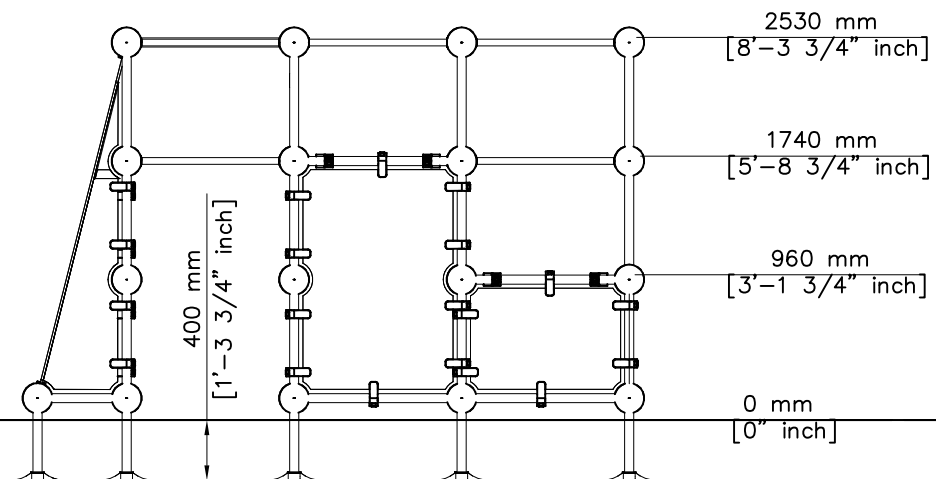 2530 mm
[8'-3 3/4" inch]
1740 mm
[5'-8 3/4" inch]
400 mm
[1'-3 3/4" inch]
960 mm
[3'-1 3/4" inch]
0 mm
[0" inch]